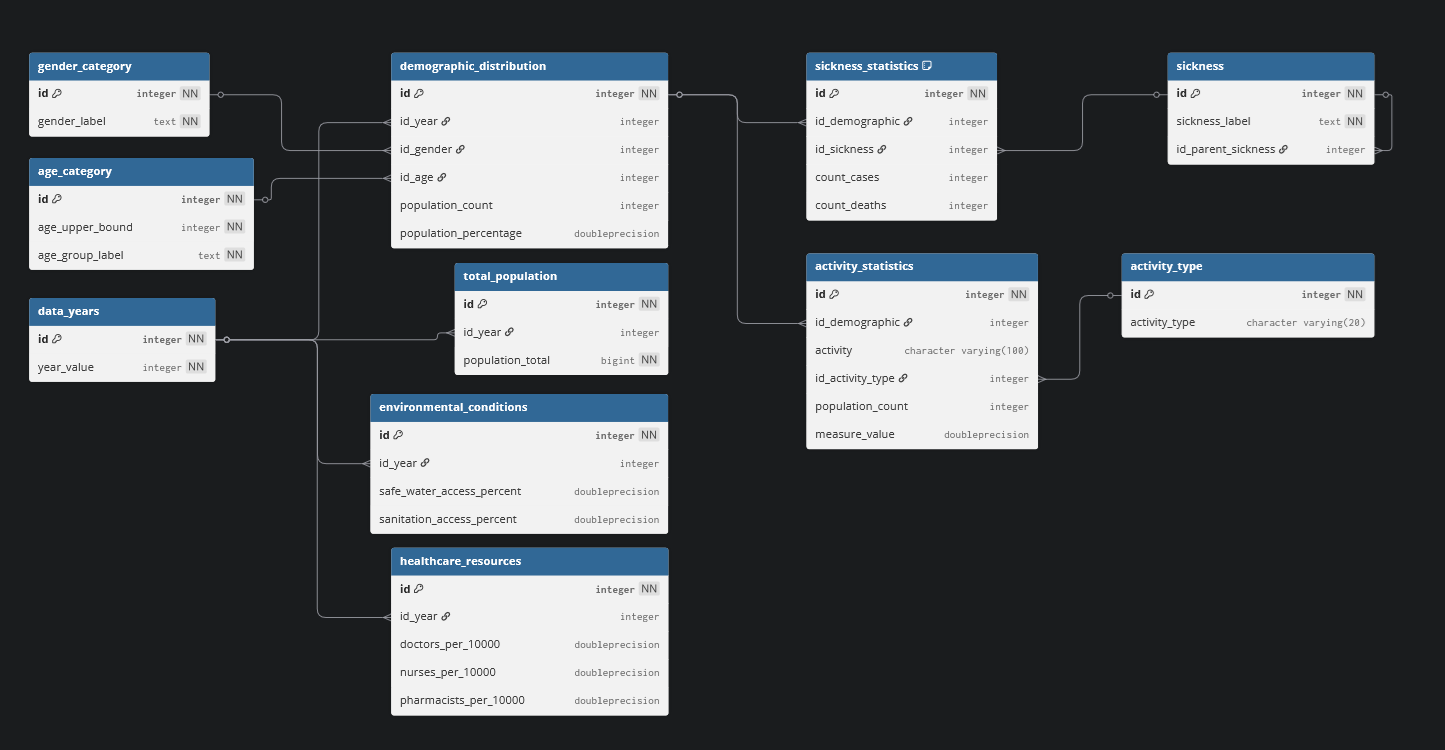 gender_category
id integer NN
gender_label text NN
age_category
id integer NN
age_upper_bound integer NN
age_group_label text NN
data_years
id integer NN
year_value integer NN
demographic_distribution
id integer NN
id_year integer
id_gender integer
id_age integer
population_count integer
population_percentage doubleprecision
total_population
id integer NN
id_year integer
population_total bigint NN
environmental_conditions
id integer NN
id_year integer
safe_water_access_percent doubleprecision
sanitation_access_percent doubleprecision
healthcare_resources
id integer NN
id_year integer
doctors_per_10000 doubleprecision
nurses_per_10000 doubleprecision
pharmacists_per_10000 doubleprecision
sickness_statistics
id integer NN
id_demographic integer
id_sickness integer
count_cases integer
count_deaths integer
activity_statistics
id integer NN
id_demographic integer
activity character varying(100)
id_activity_type integer
population_count integer
measure_value doubleprecision
sickness
id integer NN
sickness_label text NN
id_parent_sickness integer
activity_type
id integer NN
activity_type character varying(20)